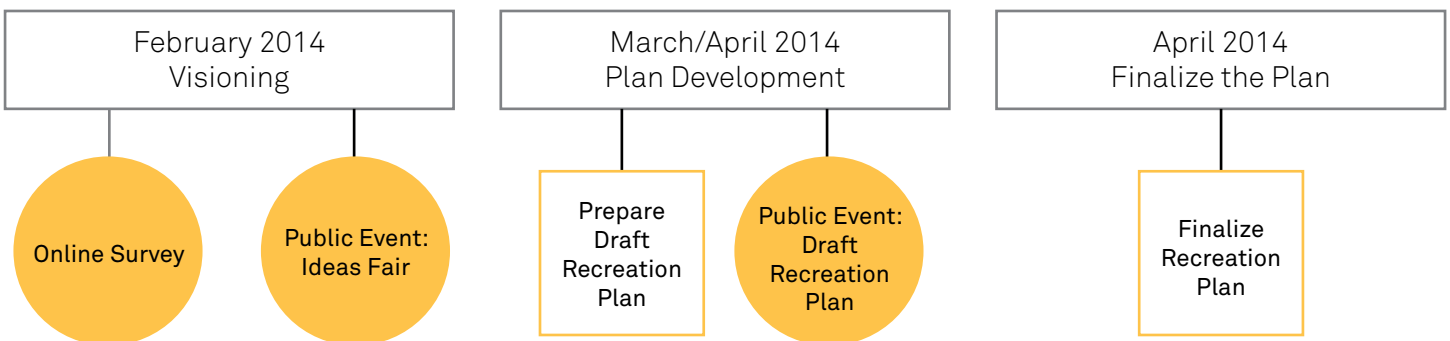 February 2014
Visioning
March/April 2014
Plan Development
April 2014
Finalize the Plan
Online Survey
Public Event:
Ideas Fair
Prepare
Draft
Recreation
Plan
Public Event:
Draft
Recreation
Plan
Finalize
Recreation
Plan